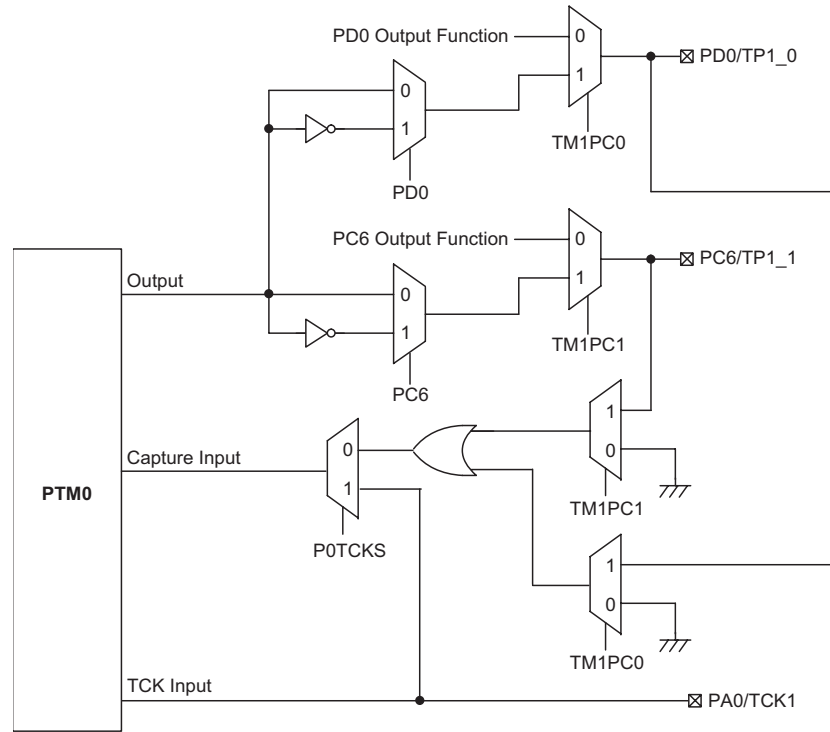 PD0 Output Function
0
1
PD0/TP1_0
TM1PC0
0
1
PD0
PC6 Output Function
0
1
PC6/TP1_1
TM1PC1
Output
0
1
PC6
1
0
TM1PC1
Capture Input
0
1
P0TCKS
PTM0
1
0
TM1PC0
TCK Input
PA0/TCK1